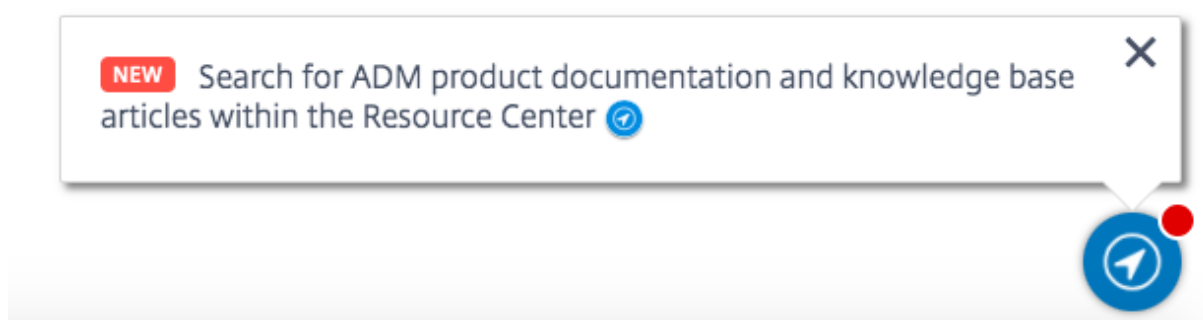 NEW Search for ADM product documentation and knowledge base
articles within the Resource Center